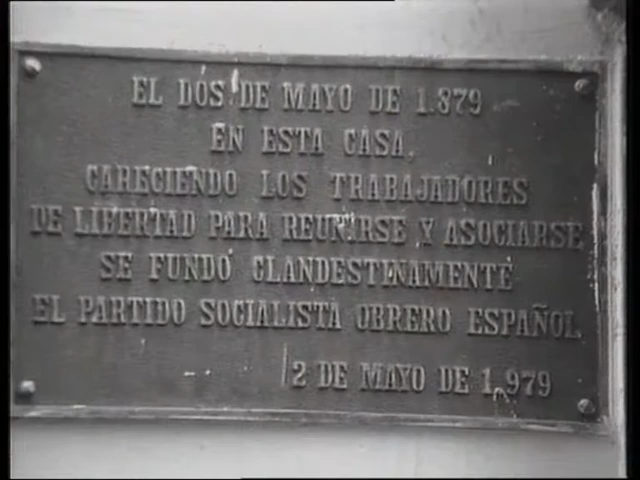 EL DOS DE MAYO DE 1.879
EN ESTA CASA,
CARECIENDO LOS TRABAJADORES
DE LIBERTAD PARA REUNIRSE Y ASOCIARSE
SE FUNDÓ CLANDESTINAMENTE
EL PARTIDO SOCIALISTA OBRERO ESPAÑOL
2 DE MAYO DE 1.979